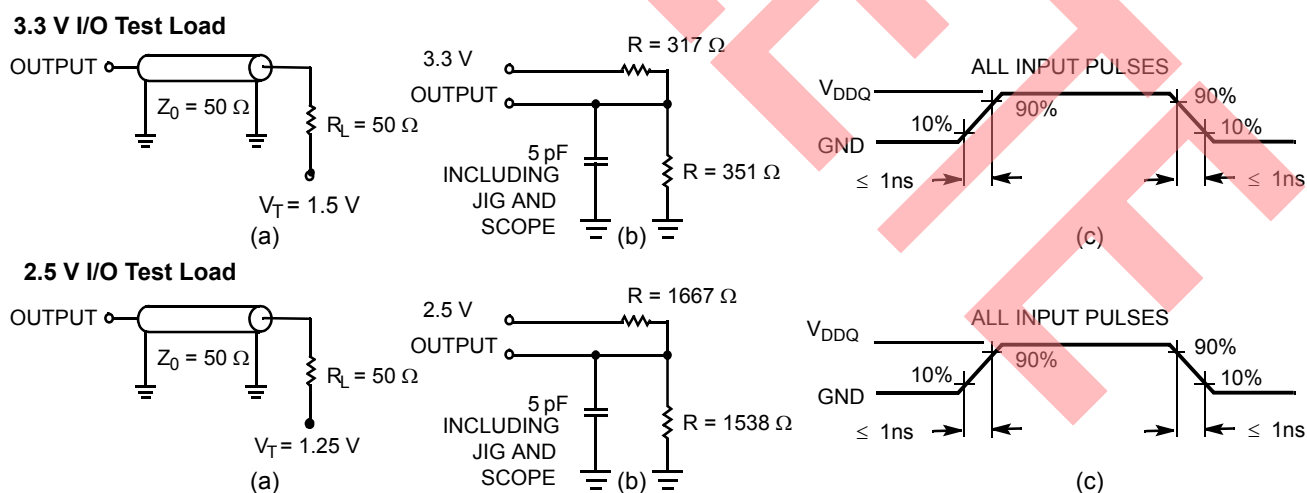 3.3 V I/O Test Load
OUTPUT
Z0 = 50 Ω
RL = 50 Ω
VT = 1.5 V
(a)
3.3 V
OUTPUT
R = 317 Ω
5 pF
INCLUDING
JIG AND
SCOPE
R = 351 Ω
(b)
ALL INPUT PULSES
VDDQ
GND
10%
90%
90%
10%
≤ 1ns
≤ 1ns
(c)
2.5 V I/O Test Load
OUTPUT
Z0 = 50 Ω
RL = 50 Ω
VT = 1.25 V
(a)
2.5 V
OUTPUT
R = 1667 Ω
5 pF
INCLUDING
JIG AND
SCOPE
R = 1538 Ω
(b)
ALL INPUT PULSES
VDDQ
GND
10%
90%
90%
10%
≤ 1ns
≤ 1ns
(c)